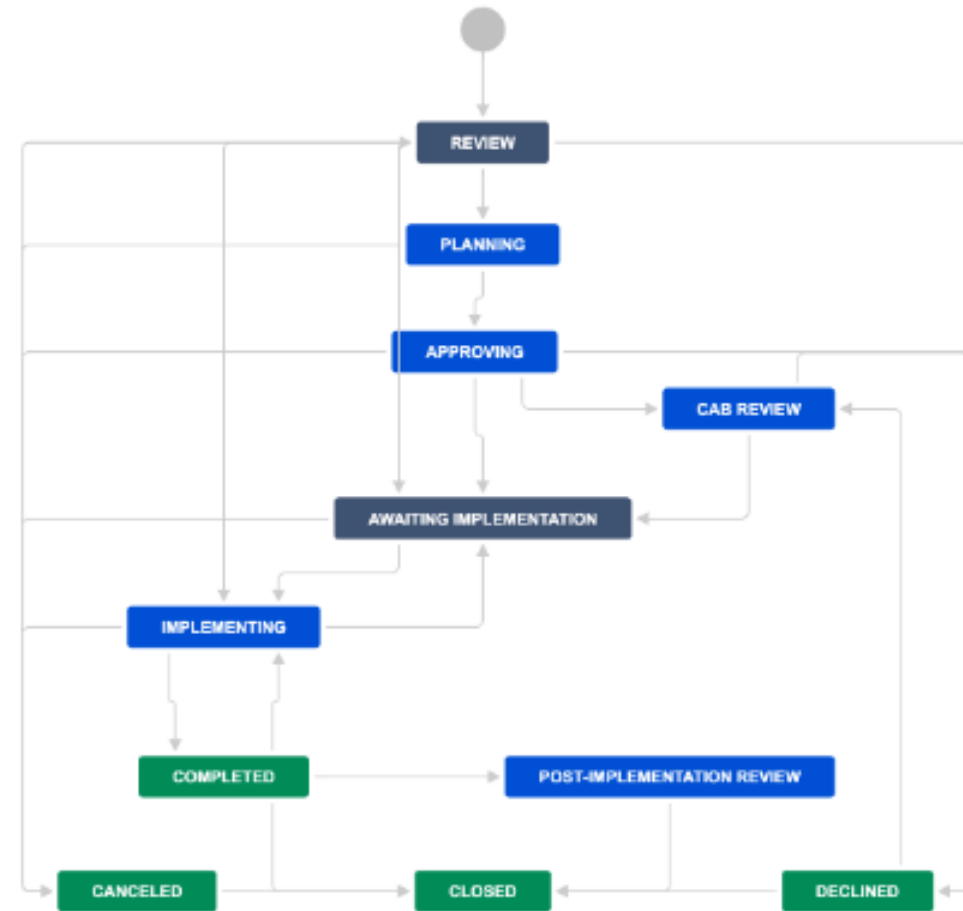 REVIEW
PLANNING
APPROVING
CAB REVIEW
AWAITING IMPLEMENTATION
IMPLEMENTING
COMPLETED
POST-IMPLEMENTATION REVIEW
CANCELED
CLOSED
DECLINED